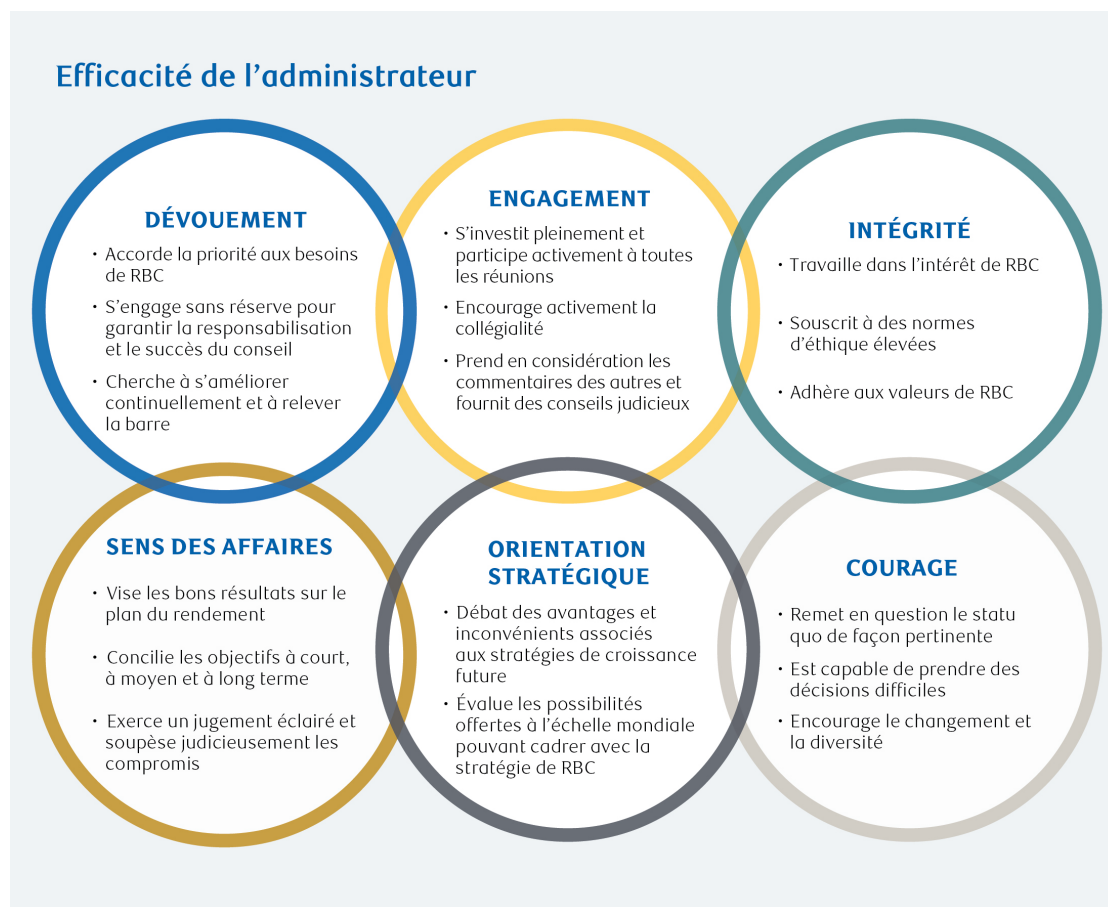 Efficacité de l’administrateur
DÉVOUEMENT
• Accorde la priorité aux besoins
de RBC
• S’engage sans réserve pour
garantir la responsabilisation
et le succès du conseil
• Cherche à s’améliorer
continuellement et à relever
la barre
ENGAGEMENT
• S’investit pleinement et
participe activement à toutes
les réunions
• Encourage activement la
collégialité
• Prend en considération les
commentaires des autres et
fournit des conseils judicieux
INTÉGRITÉ
• Travaille dans l’intérêt de RBC
• Souscrit à des normes
d’éthique élevées
• Adhère aux valeurs de RBC
SENS DES AFFAIRES
• Vise les bons résultats sur le
plan du rendement
• Concilie les objectifs à court,
à moyen et à long terme
• Exerce un jugement éclairé et
soupèse judicieusement les
compromis
ORIENTATION
STRATÉGIQUE
• Débat des avantages et
inconvénients associés
aux stratégies de croissance
future
• Évalue les possibilités
offertes à l’échelle mondiale
pouvant cadrer avec la
stratégie de RBC
COURAGE
• Remet en question le statu
quo de façon pertinente
• Est capable de prendre des
décisions difficiles
• Encourage le changement et
la diversité